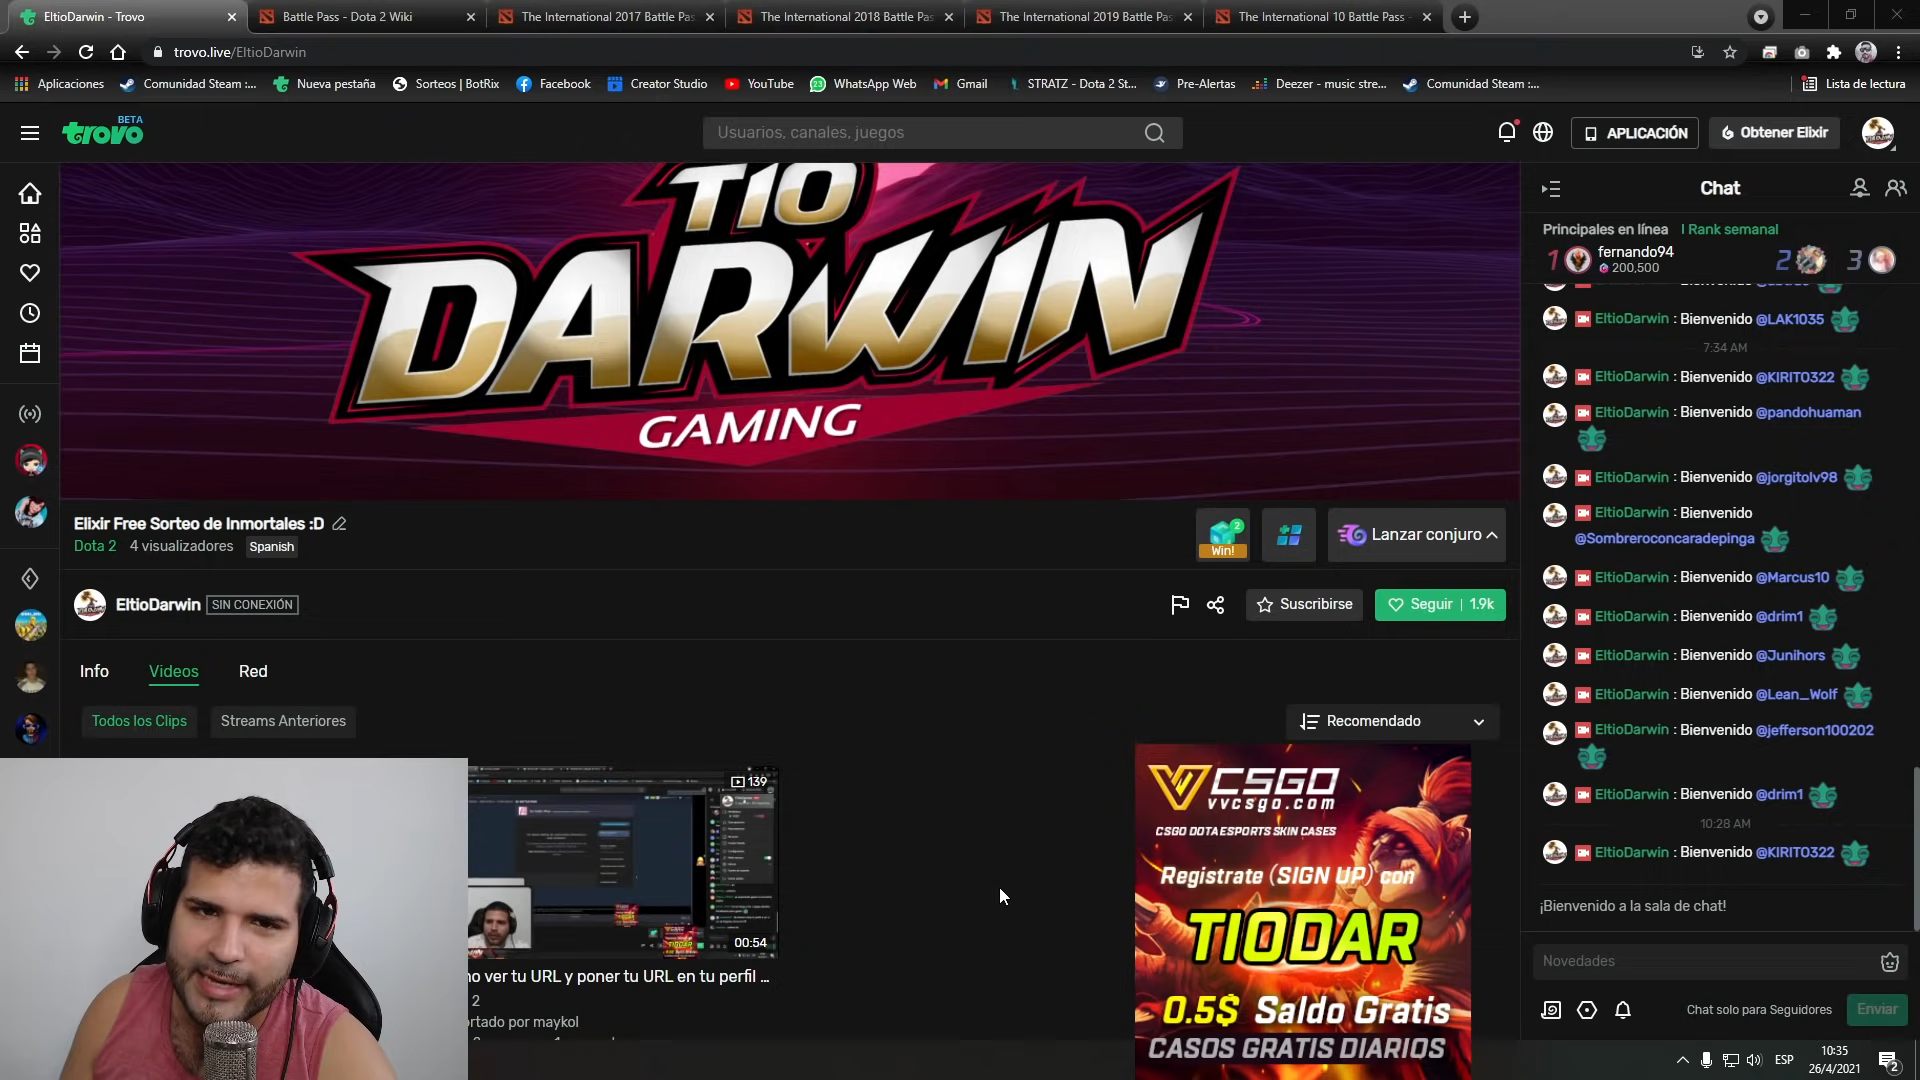 EltioDarwin - Trovo
Battle Pass - Dota 2 Wiki
The International 2017 Battle Pas
The International 2018 Battle Pas
The International 2019 Battle Pas
The International 10 Battle Pass -
trovo.live/EltioDarwin
Aplicaciones
Comunidad Steam :...
Nueva pestaña
Sorteos | BotRix
Facebook
Creator Studio
YouTube
WhatsApp Web
Gmail
STRATZ - Dota 2 St...
Pre-Alertas
Deezer - music stre...
Comunidad Steam :...
Lista de lectura
trovo
BETA
Usuarios, canales, juegos
APLICACIÓN
Obtener Elixir
TIO
DARWIN
GAMING
Elixir Free Sorteo de Inmortales :D
Dota 2 4 visualizadores Spanish
2
Win!
Lanzar conjuro
EltioDarwin SIN CONEXIÓN
Suscribirse
Seguir | 1.9k
Info
Videos
Red
Todos los Clips
Streams Anteriores
Recomendado
139
00:54
no ver tu URL y poner tu URL en tu perfil ...
2
rtado por maykol
CSGO
vvcsgo.com
CSGO DOTA ESPORTS SKIN CASES
Registrate (SIGN UP) con
TIODAR
0.5$ Saldo Gratis
CASOS GRATIS DIARIOS
Chat
Principales en línea | Rank semanal
1 fernando94
200,500
2
3
EltioDarwin : Bienvenido @LAK1035
7:34 AM
EltioDarwin : Bienvenido @KIRITO322
EltioDarwin : Bienvenido @pandohuaman
EltioDarwin : Bienvenido @jorgitolv98
EltioDarwin : Bienvenido
@Sombreroconcaradepinga
EltioDarwin : Bienvenido @Marcus10
EltioDarwin : Bienvenido @drim1
EltioDarwin : Bienvenido @Junihors
EltioDarwin : Bienvenido @Lean_Wolf
EltioDarwin : Bienvenido @jefferson100202
EltioDarwin : Bienvenido @drim1
10:28 AM
EltioDarwin : Bienvenido @KIRITO322
¡Bienvenido a la sala de chat!
Novedades
Chat solo para Seguidores
Enviar
ESP
10:35
26/4/2021
2